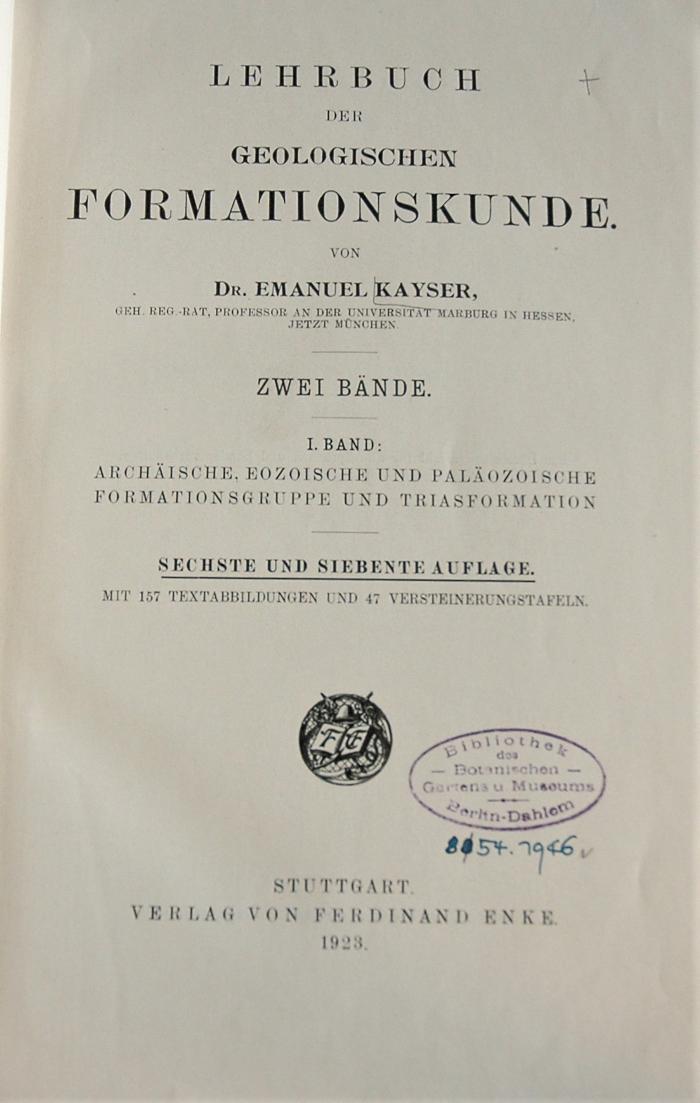 LEHRBUCH
DER
GEOLOGISCHEN
FORMATIONSKUNDE.
VON
DR. EMANUEL KAYSER,
GEH. REG.-RAT, PROFESSOR AN DER UNIVERSITÄT MARBURG IN HESSEN,
JETZT MÜNCHEN.
ZWEI BÄNDE.
I. BAND:
ARCHÄISCHE, EOZOISCHE UND PALÄOZOISCHE
FORMATIONSGRUPPE UND TRIASFORMATION
SECHSTE UND SIEBENTE AUFLAGE.
MIT 157 TEXTABBILDUNGEN UND 47 VERSTEINERUNGSTAFELN.
F E
Bibliothek
des
— Botanischen —
Gartens u Museums
Berlin-Dahlem
54.1946
STUTTGART.
VERLAG VON FERDINAND ENKE.
1923.